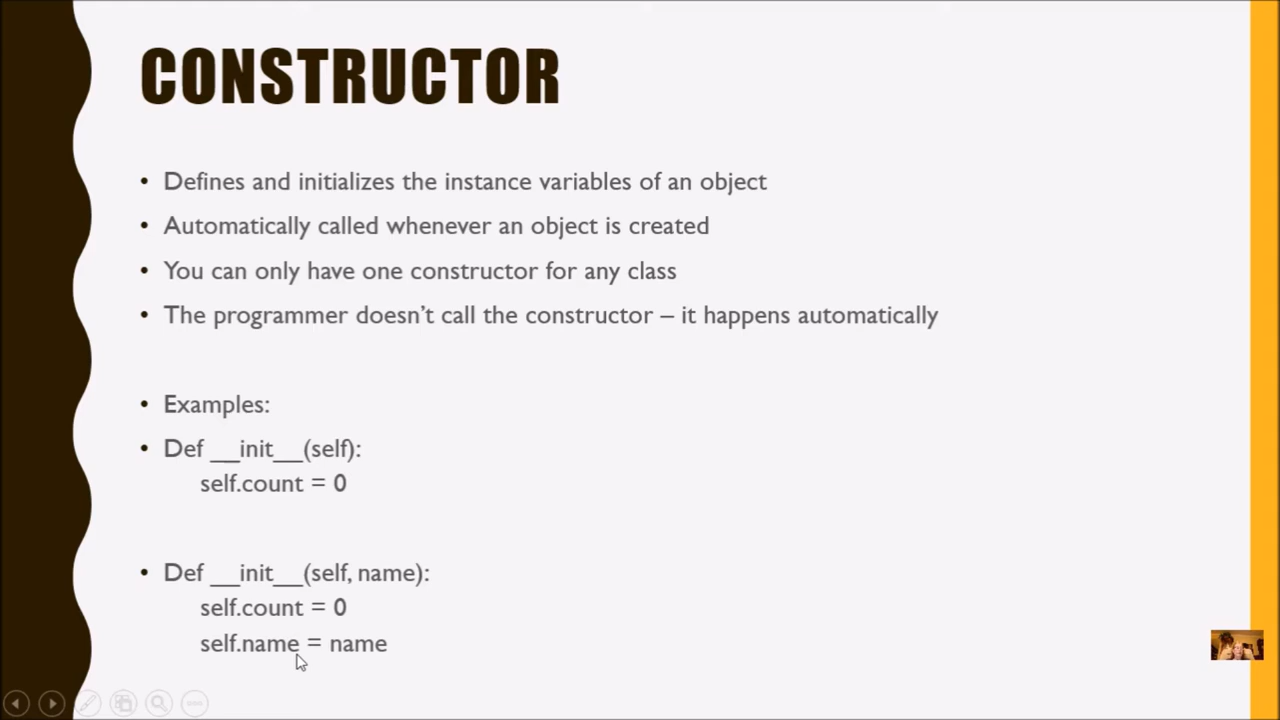 CONSTRUCTOR
• Defines and initializes the instance variables of an object
• Automatically called whenever an object is created
• You can only have one constructor for any class
• The programmer doesn't call the constructor – it happens automatically
• Examples:
• Def __init__(self):
self.count = 0
• Def __init__(self, name):
self.count = 0
self.name = name